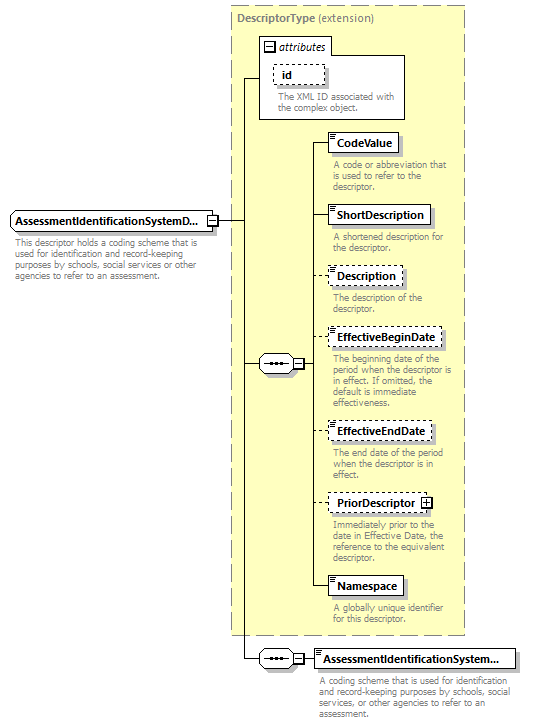 DescriptorType (extension)
attributes
id
The XML ID associated with
the complex object.
CodeValue
A code or abbreviation that
is used to refer to the
descriptor.
AssessmentIdentificationSystemD...
This descriptor holds a coding scheme that is
used for identification and record-keeping
purposes by schools, social services or other
agencies to refer to an assessment.
ShortDescription
A shortened description for
the descriptor.
Description
The description of the
descriptor.
EffectiveBeginDate
The beginning date of the
period when the descriptor is
in effect. If omitted, the
default is immediate
effectiveness.
EffectiveEndDate
The end date of the period
when the descriptor is in
effect.
PriorDescriptor
Immediately prior to the
date in Effective Date, the
reference to the equivalent
descriptor.
Namespace
A globally unique identifier
for this descriptor.
AssessmentIdentificationSystem...
A coding scheme that is used for identification
and record-keeping purposes by schools, social
services, or other agencies to refer to an
assessment.